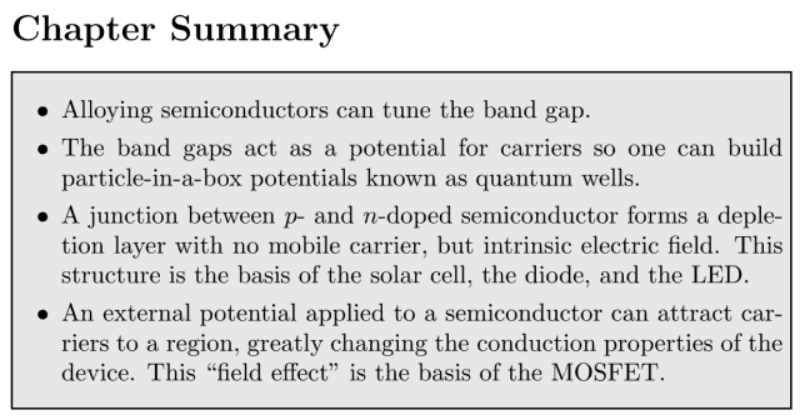 Chapter Summary
• Alloying semiconductors can tune the band gap.
• The band gaps act as a potential for carriers so one can build
particle-in-a-box potentials known as quantum wells.
• A junction between p- and n-doped semiconductor forms a deple-
tion layer with no mobile carrier, but intrinsic electric field. This
structure is the basis of the solar cell, the diode, and the LED.
• An external potential applied to a semiconductor can attract car-
riers to a region, greatly changing the conduction properties of the
device. This “field effect” is the basis of the MOSFET.